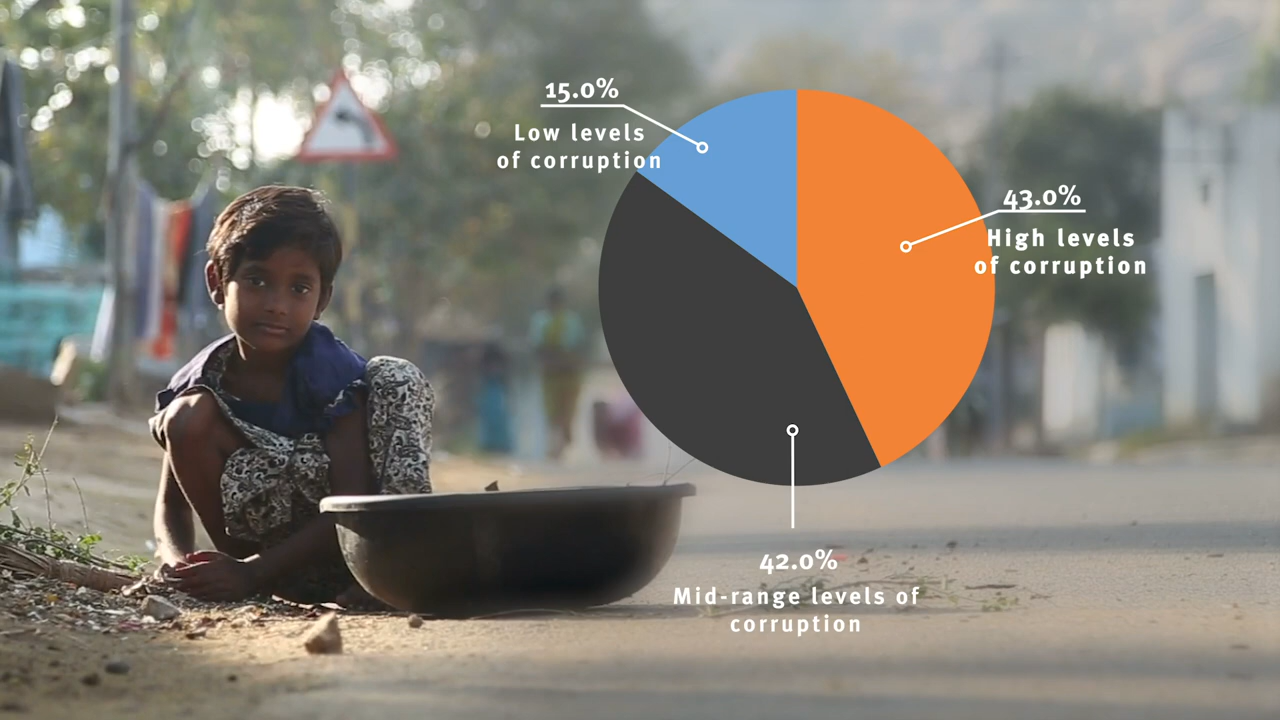 15.0%
Low levels
of corruption
43.0%
High levels
of corruption
42.0%
Mid-range levels of
corruption